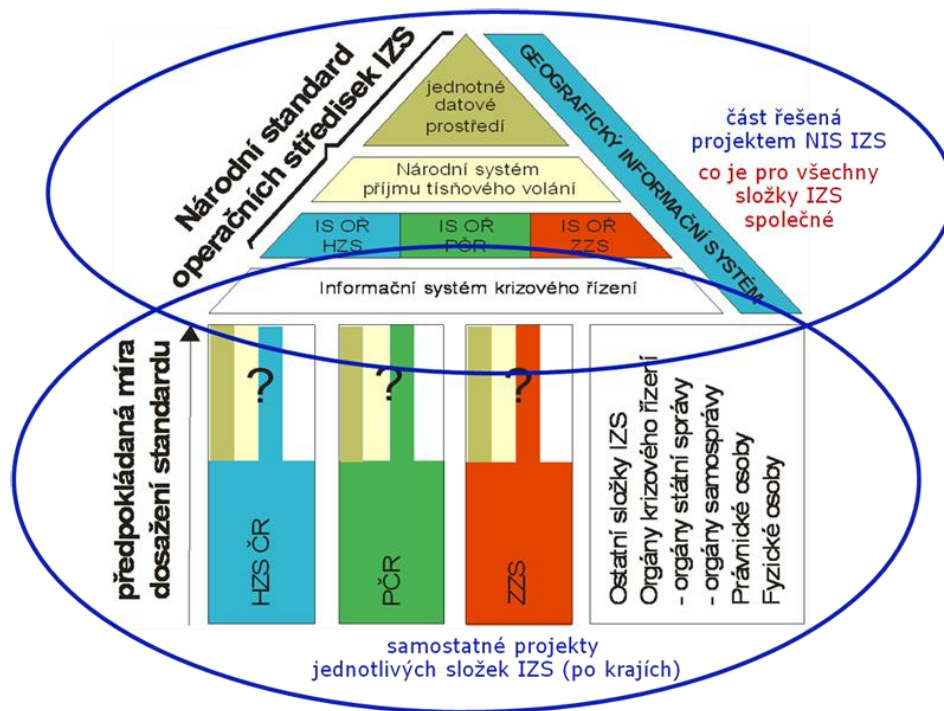 Národní standard
operačních středisek IZS
jednotné
datové
prostředí
Národní systém
příjmu tísňového volání
IS OŘ
HZS
IS OŘ
PČR
IS OŘ
ZZS
Informační systém krizového řízení
GEOGRAFICKÝ INFORMAČNÍ SYSTÉM
část řešená
projektem NIS IZS
co je pro všechny
složky IZS
společné
předpokládaná míra
dosažení standardu
?
HZS ČR
?
PČR
?
ZZS
Ostatní složky IZS
Orgány krizového řízení
- orgány státní správy
- orgány samosprávy
Právnické osoby
Fyzické osoby
samostatné projekty
jednotlivých složek IZS (po krajích)